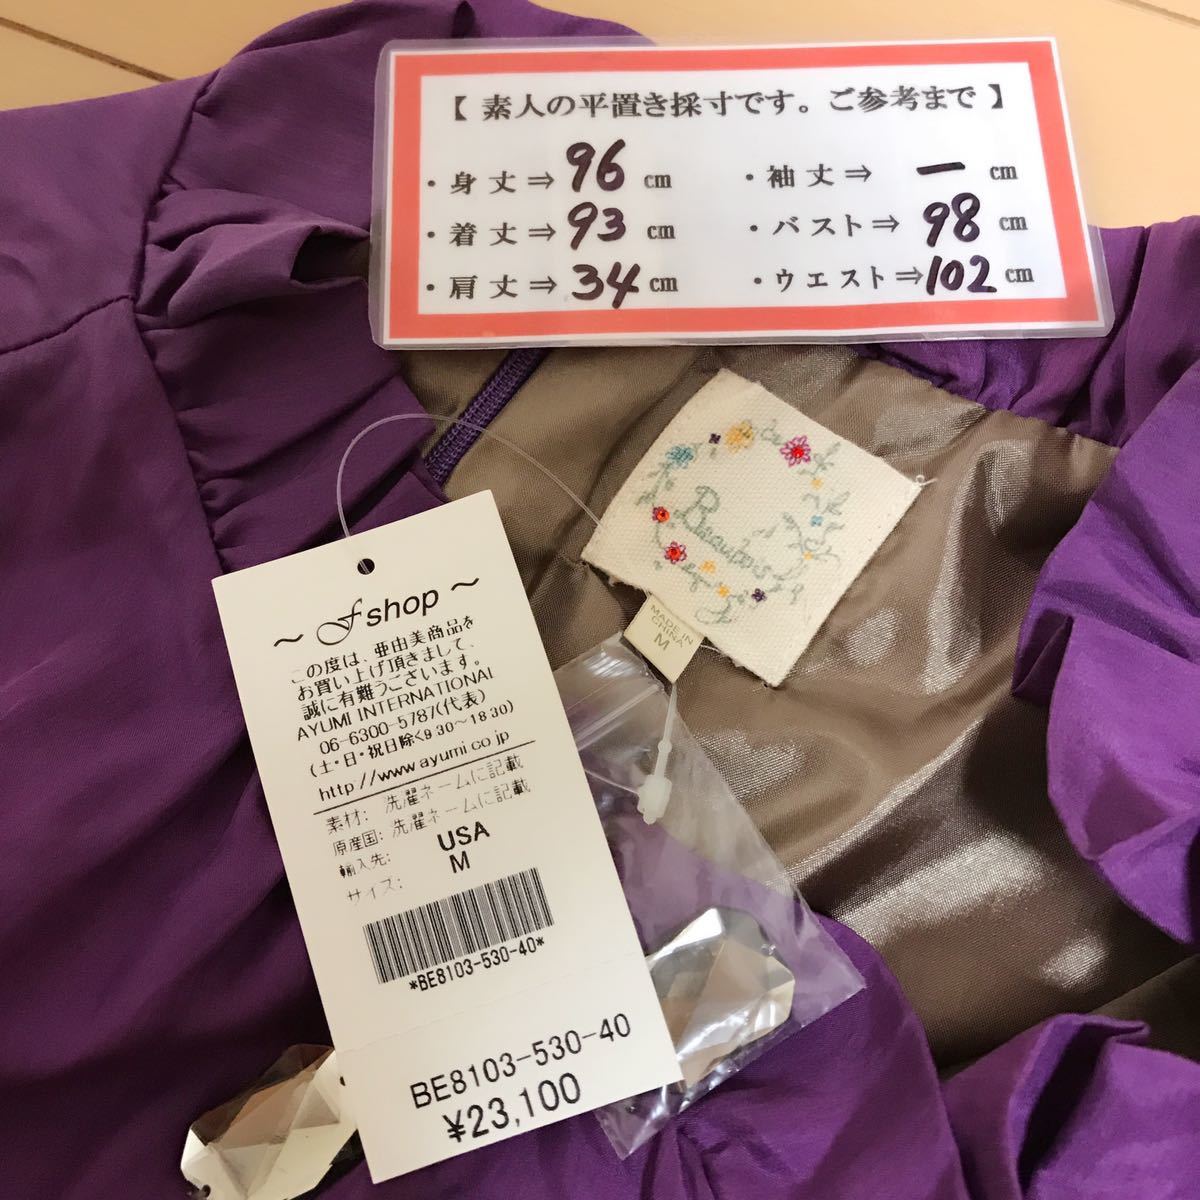 【 素人の平置き採寸です。ご参考まで 】
・身 丈⇒ 96 cm ・袖 丈⇒ ー cm
・着 丈⇒ 93 cm ・バスト⇒ 98 cm
・肩 丈⇒ 34 cm ・ウエスト⇒ 102 cm
Beaubois
MADE IN
CHINA
M
～ F shop ～
この度は、亜由美商品を
お買い上げ頂きまして、
誠に有難うございます。
AYUMI INTERNATIONAL
06-6300-5787(代表)
(土・日・祝日除く9:30～18:30)
http://www.ayumi.co.jp
素材: 洗濯ネームに記載
原産国: 洗濯ネームに記載
輸入先: USA
サイズ: M
*BE8103-530-40*
BE8103-530-40
¥23,100